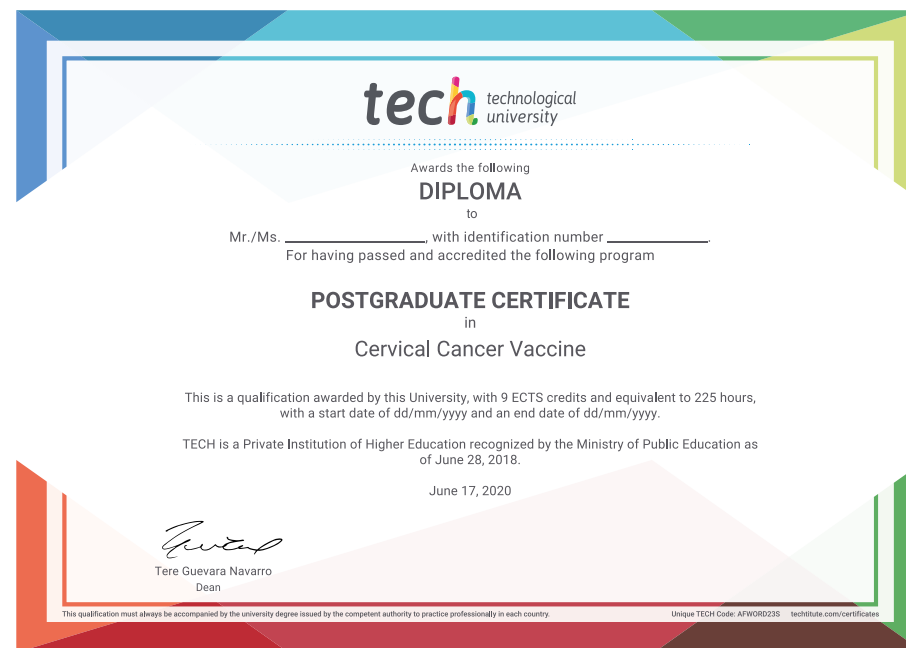 tech technological
university
Awards the following
DIPLOMA
to
Mr./Ms. ____________________, with identification number ______________.
For having passed and accredited the following program
POSTGRADUATE CERTIFICATE
in
Cervical Cancer Vaccine
This is a qualification awarded by this University, with 9 ECTS credits and equivalent to 225 hours,
with a start date of dd/mm/yyyy and an end date of dd/mm/yyyy.
TECH is a Private Institution of Higher Education recognized by the Ministry of Public Education as
of June 28, 2018.
June 17, 2020
Tere Guevara Navarro
Dean
This qualification must always be accompanied by the university degree issued by the competent authority to practice professionally in each country. Unique TECH Code: AFWORD23S techtitute.com/certificates